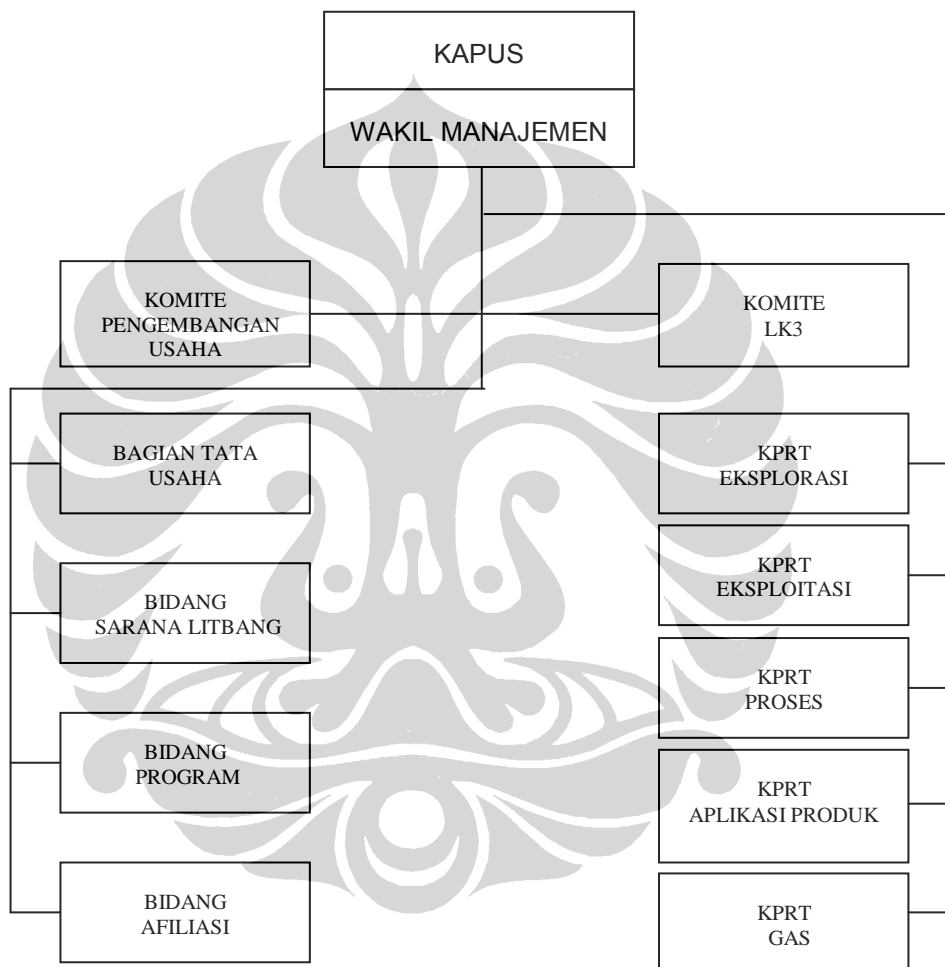 KAPUS
WAKIL MANAJEMEN
KOMITE
PENGEMBANGAN
USAHA
KOMITE
LK3
BAGIAN TATA
USAHA
KPRT
EKSPLORASI
BIDANG
SARANA LITBANG
KPRT
EKSPLOITASI
KPRT
PROSES
BIDANG
PROGRAM
KPRT
APLIKASI PRODUK
BIDANG
AFILIASI
KPRT
GAS